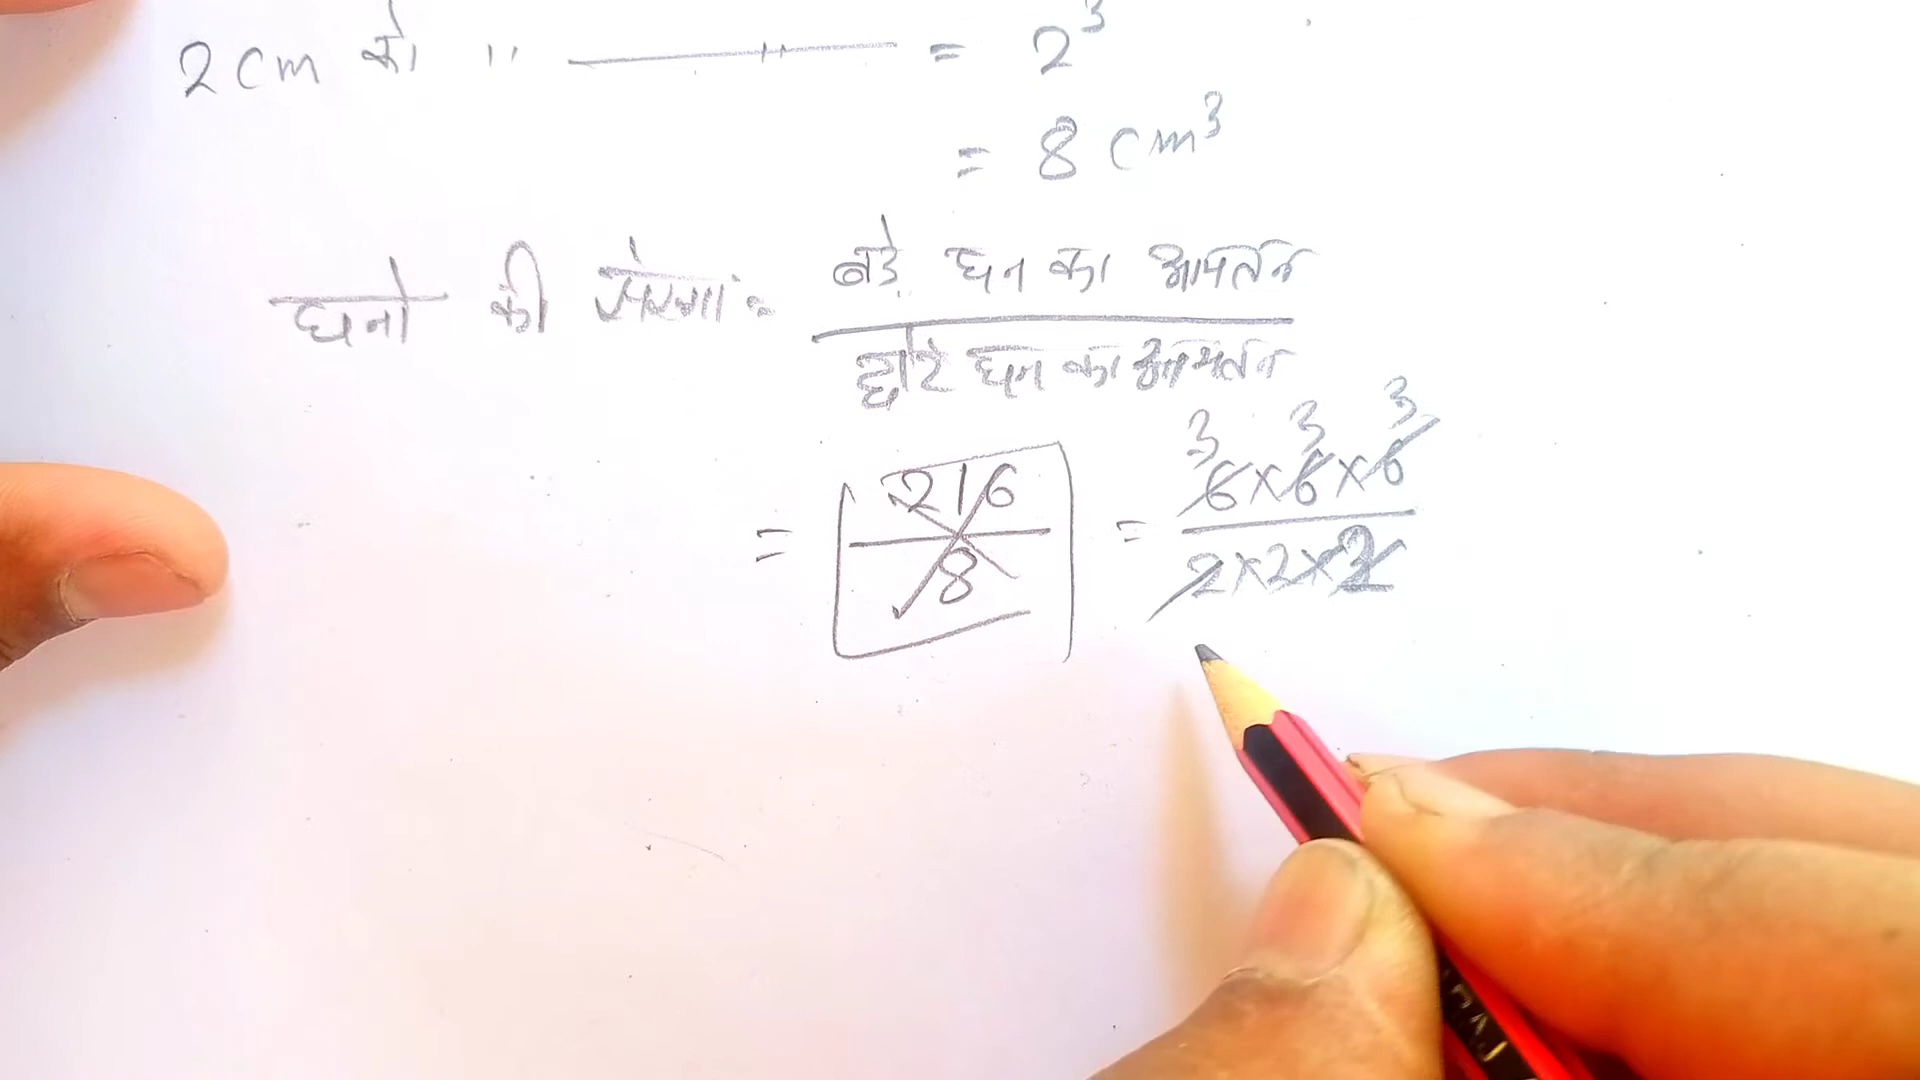 2 cm को " —— " —— = 2³
= 8 cm³
घनो की संख्या = बड़े घन का आयतन
छोटे घन का आयतन
= 216 = 3 3 3
6×6×6
8 2×2×2